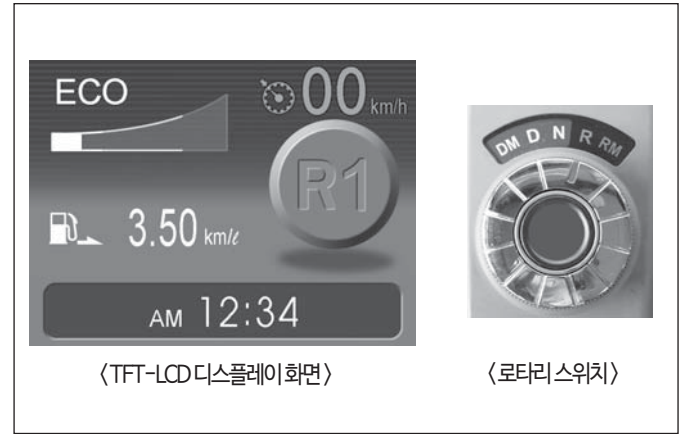 ECO
00 km/h
R1
3.50 km/ℓ
AM 12:34
DM D N R RM
〈TFT-LCD 디스플레이 화면〉
〈로타리 스위치〉